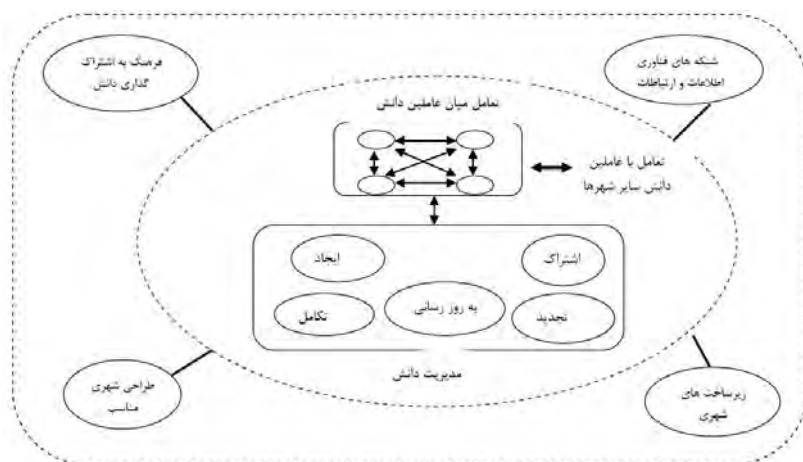 شبکه های فناوری
اطلاعات و ارتباطات
فرهنگ به اشتراک
گذاری دانش
تعامل میان عاملین دانش
تعامل با عاملین
دانش سایر شهرها
اشتراک
ایجاد
به روز رسانی
تجدید
تکامل
مدیریت دانش
زیرساخت های
شهری
طراحی شهری
مناسب